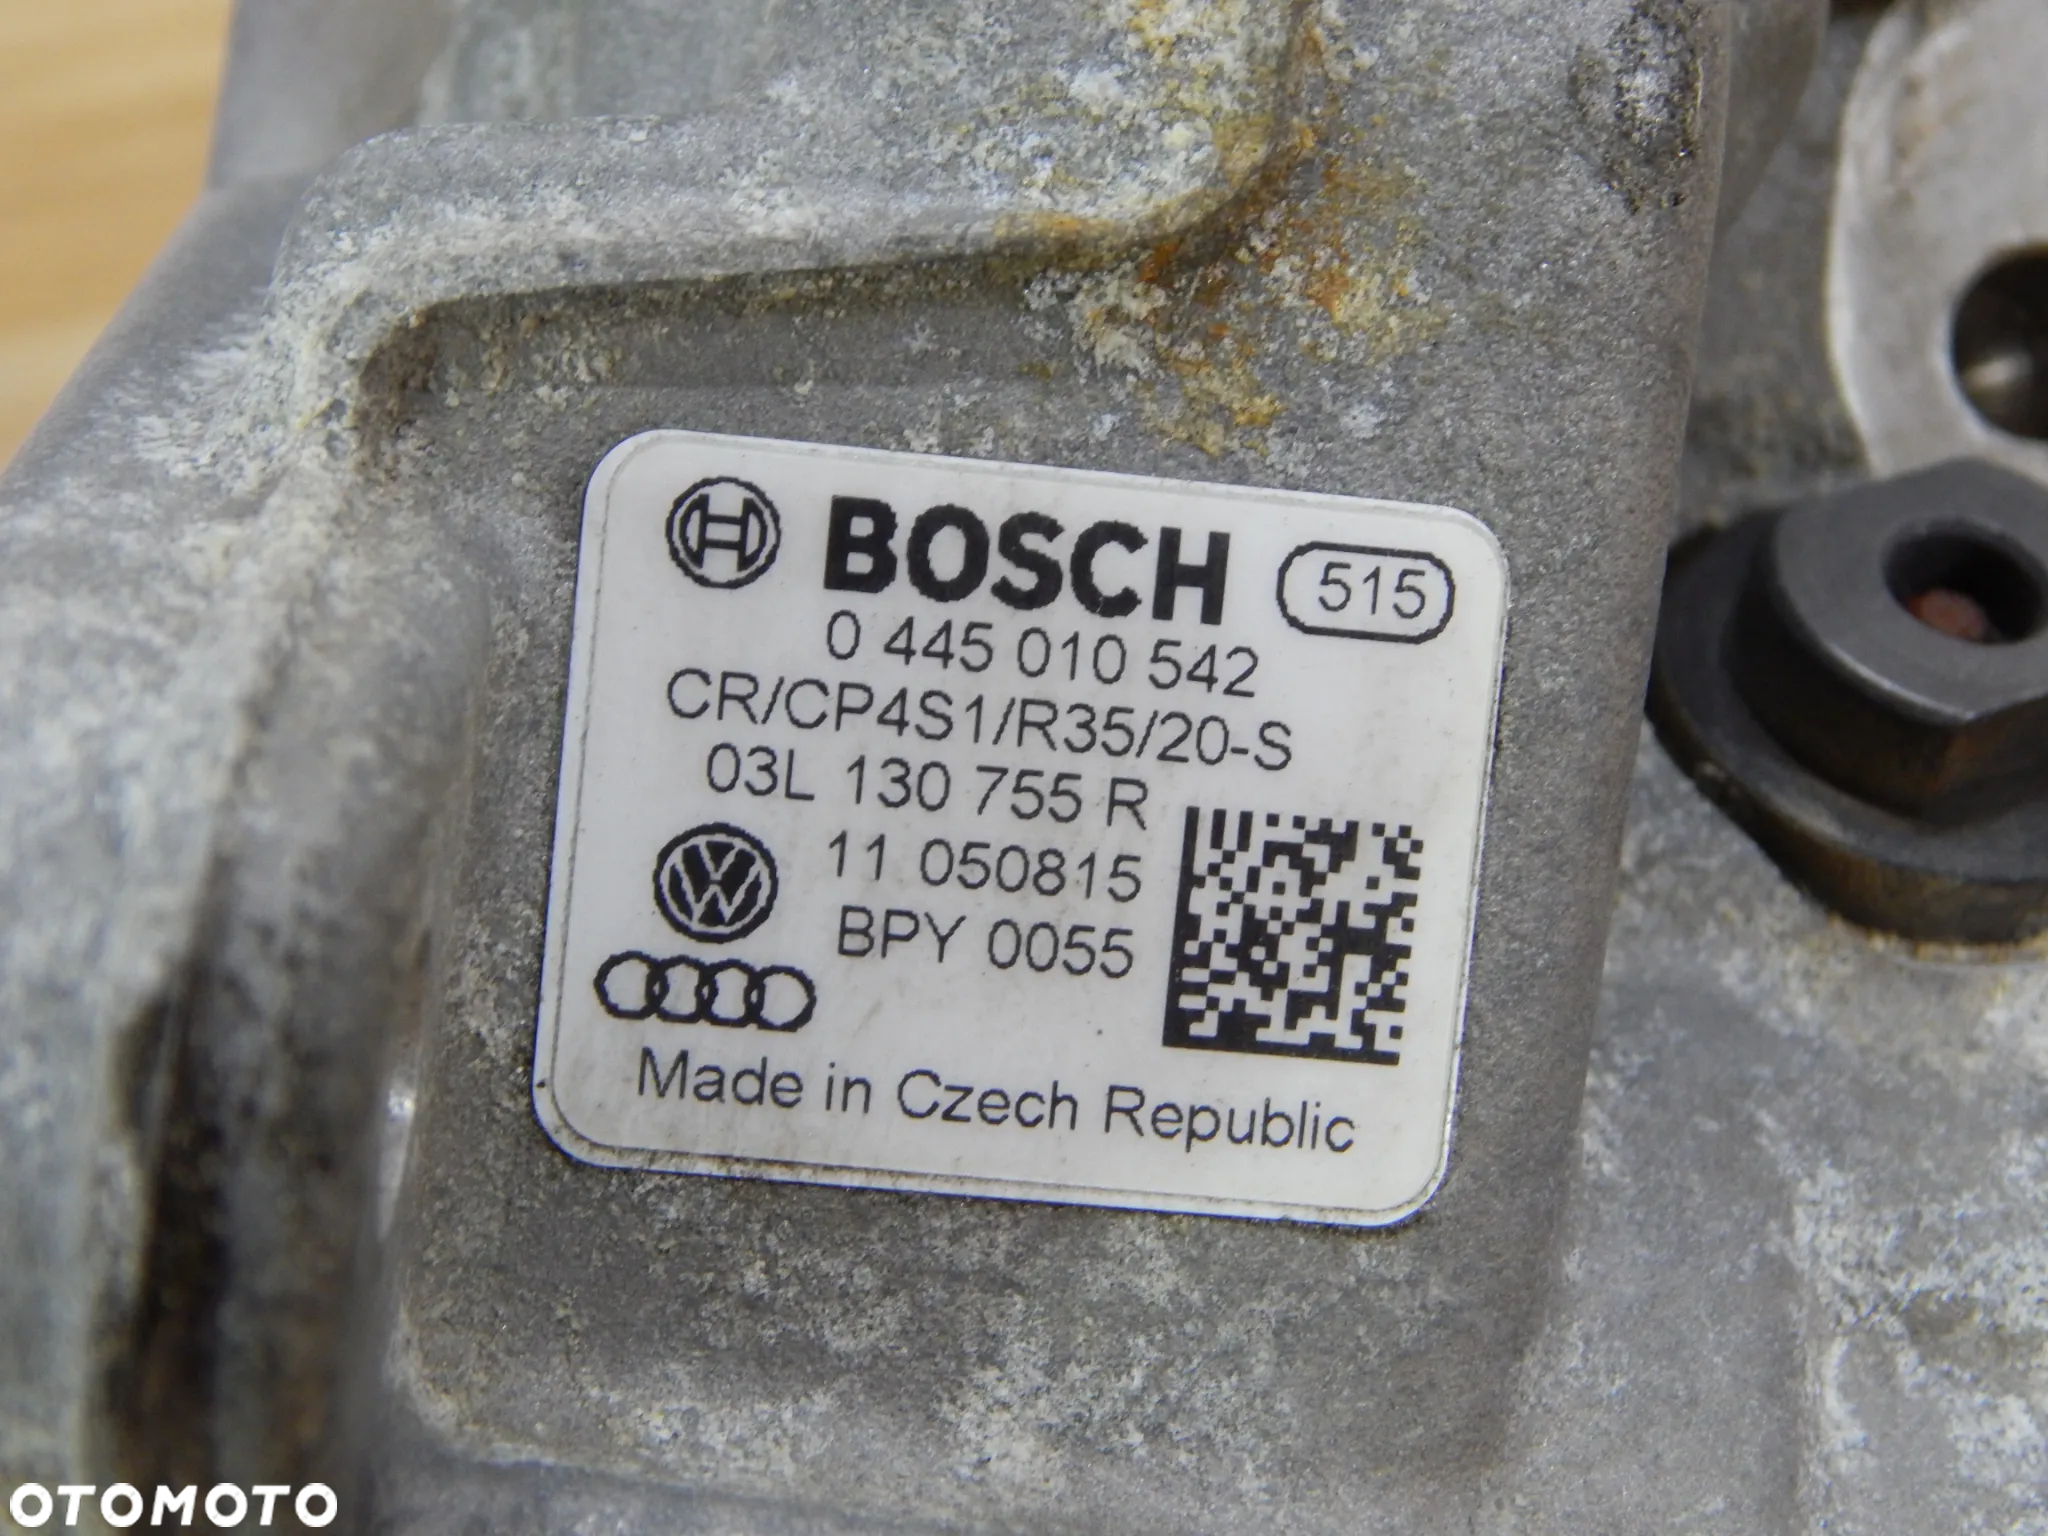 BOSCH 515
0 445 010 542
CR/CP4S1/R35/20-S
03L 130 755 R
11 050815
BPY 0055
Made in Czech Republic
OTOMOTO